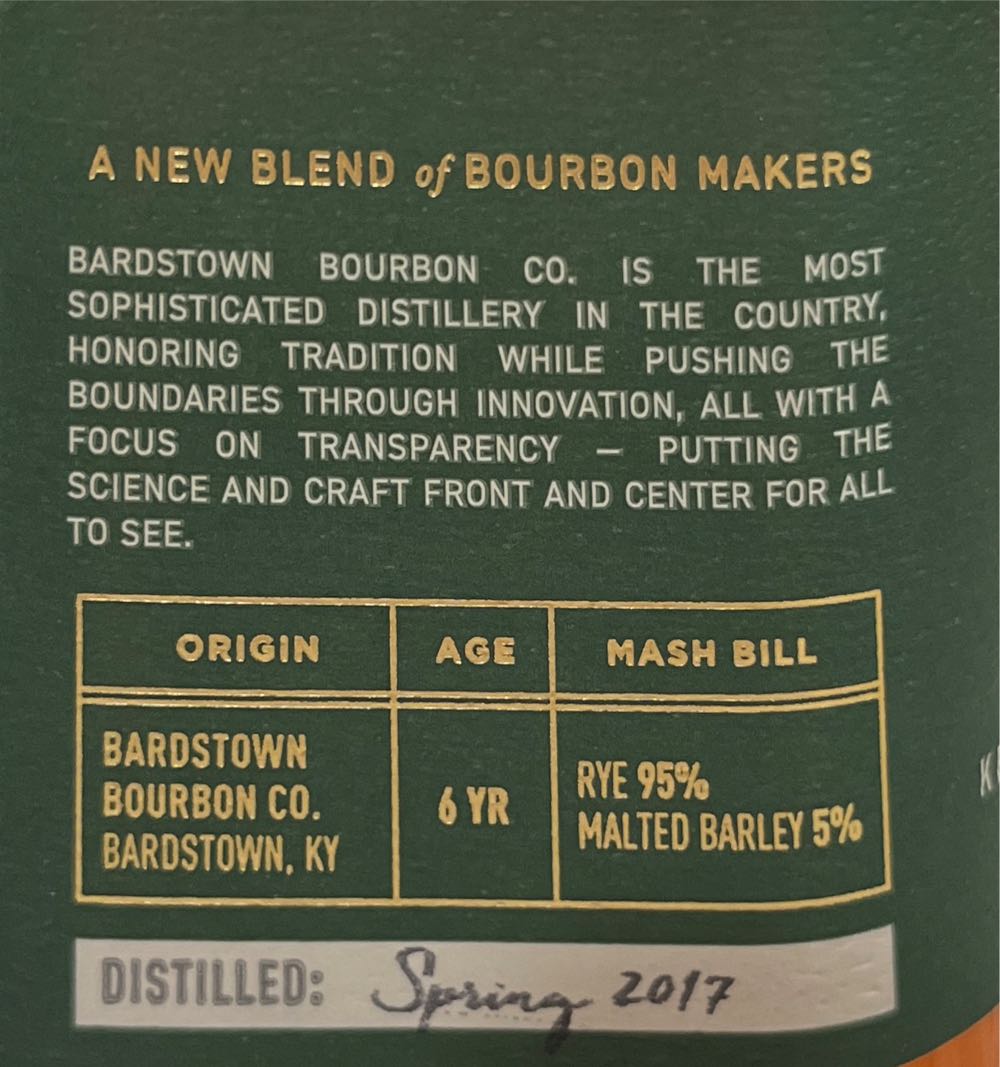 A NEW BLEND of BOURBON MAKERS
BARDSTOWN BOURBON CO. IS THE MOST
SOPHISTICATED DISTILLERY IN THE COUNTRY,
HONORING TRADITION WHILE PUSHING THE
BOUNDARIES THROUGH INNOVATION, ALL WITH A
FOCUS ON TRANSPARENCY — PUTTING THE
SCIENCE AND CRAFT FRONT AND CENTER FOR ALL
TO SEE.
ORIGIN AGE MASH BILL
BARDSTOWN
BOURBON CO.
BARDSTOWN, KY
6 YR
RYE 95%
MALTED BARLEY 5%
DISTILLED: Spring 2017